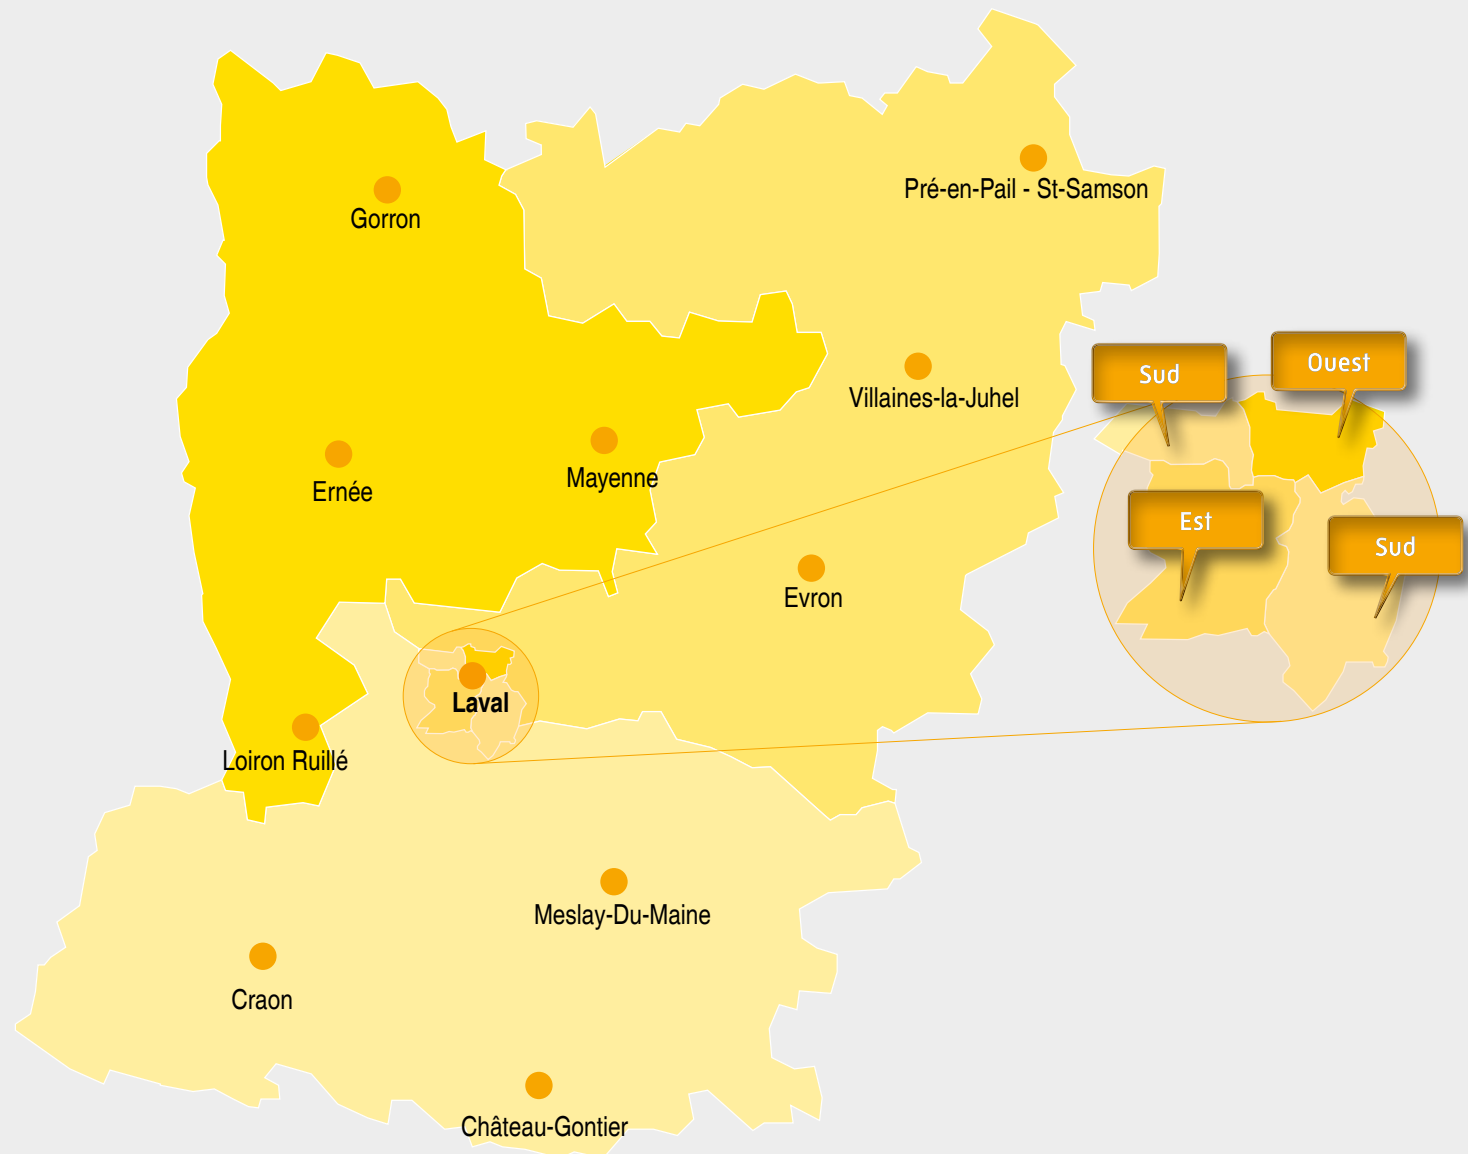 Pré-en-Pail - St-Samson
Gorron
Sud
Ouest
Villaines-la-Juhel
Mayenne
Ernée
Est
Sud
Evron
Laval
Loiron Ruillé
Meslay-Du-Maine
Craon
Château-Gontier